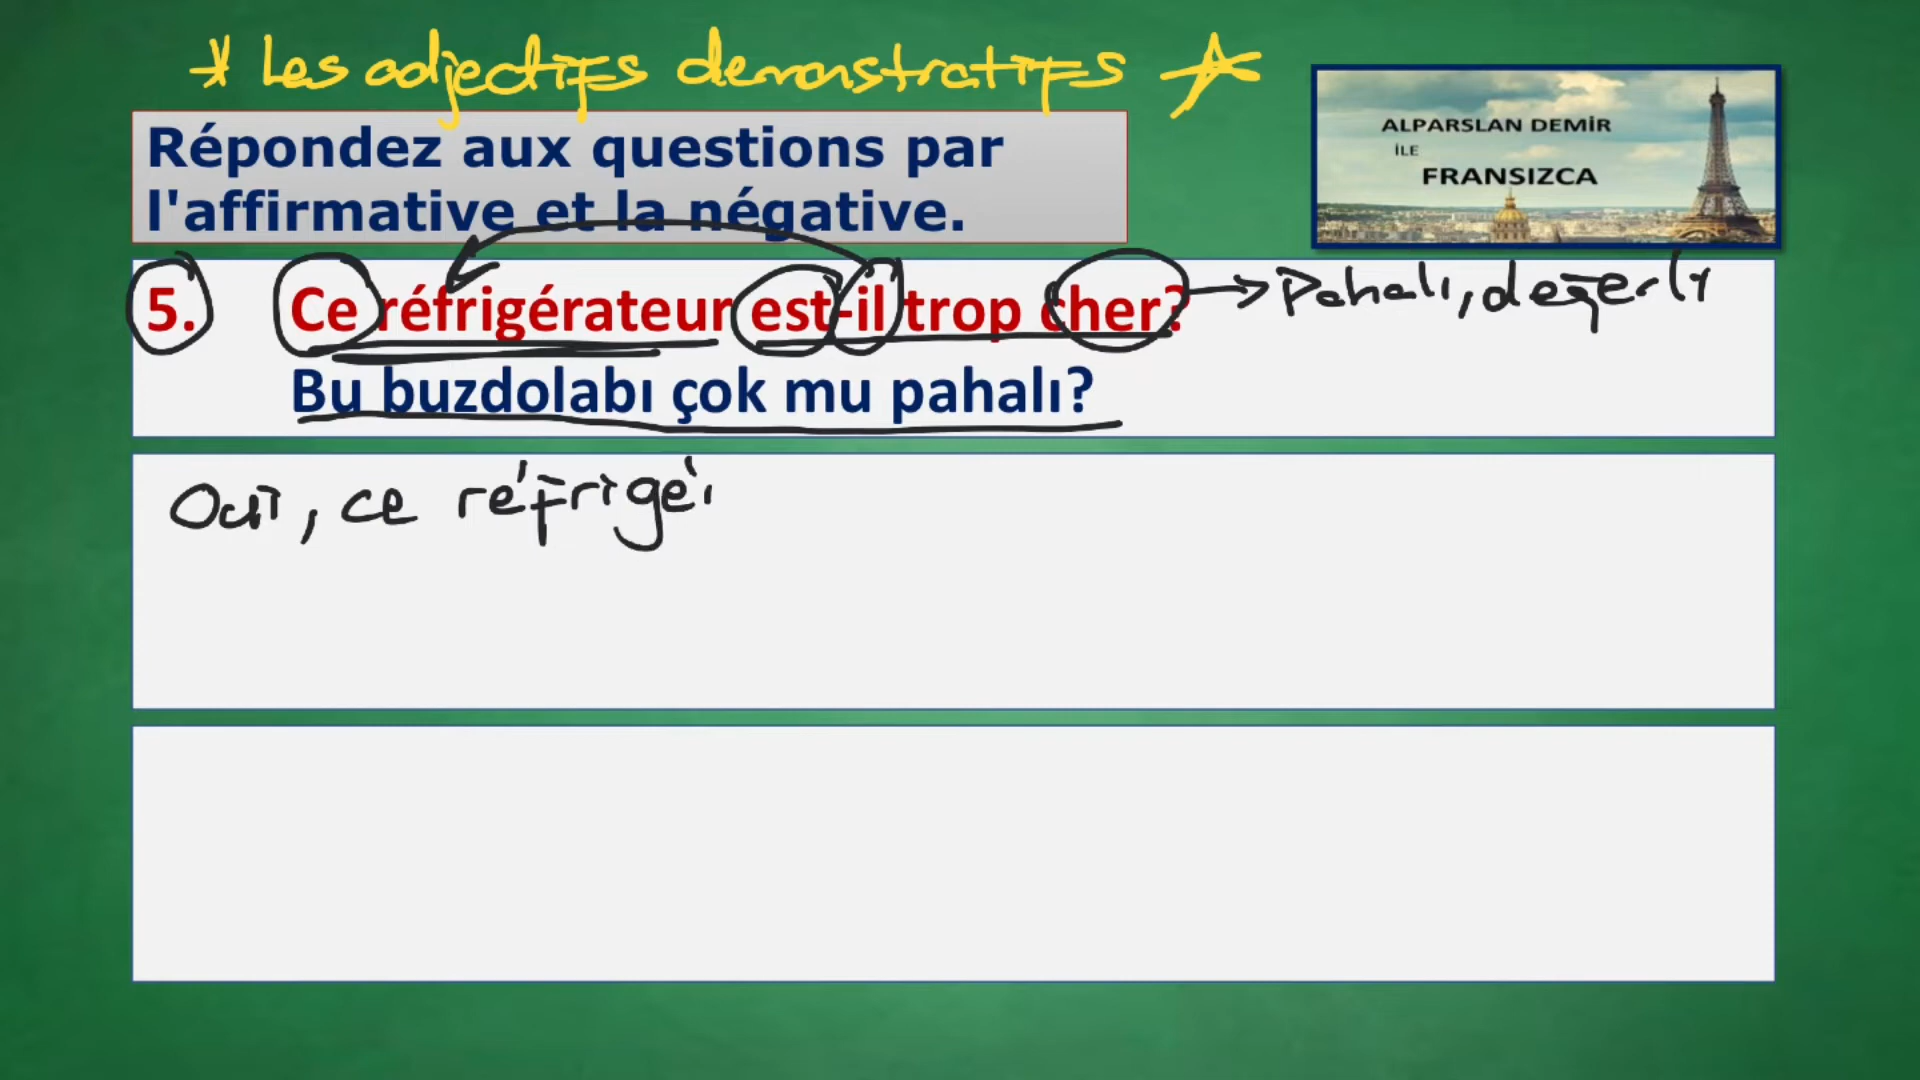 * Les adjectifs demonstratifs *
Répondez aux questions par
l'affirmative et la négative.
ALPARSLAN DEMİR
İLE
FRANSIZCA
5. Ce réfrigérateur est-il trop cher? → Pahalı, değerli
Bu buzdolabı çok mu pahalı?
Oui, ce réfrigér